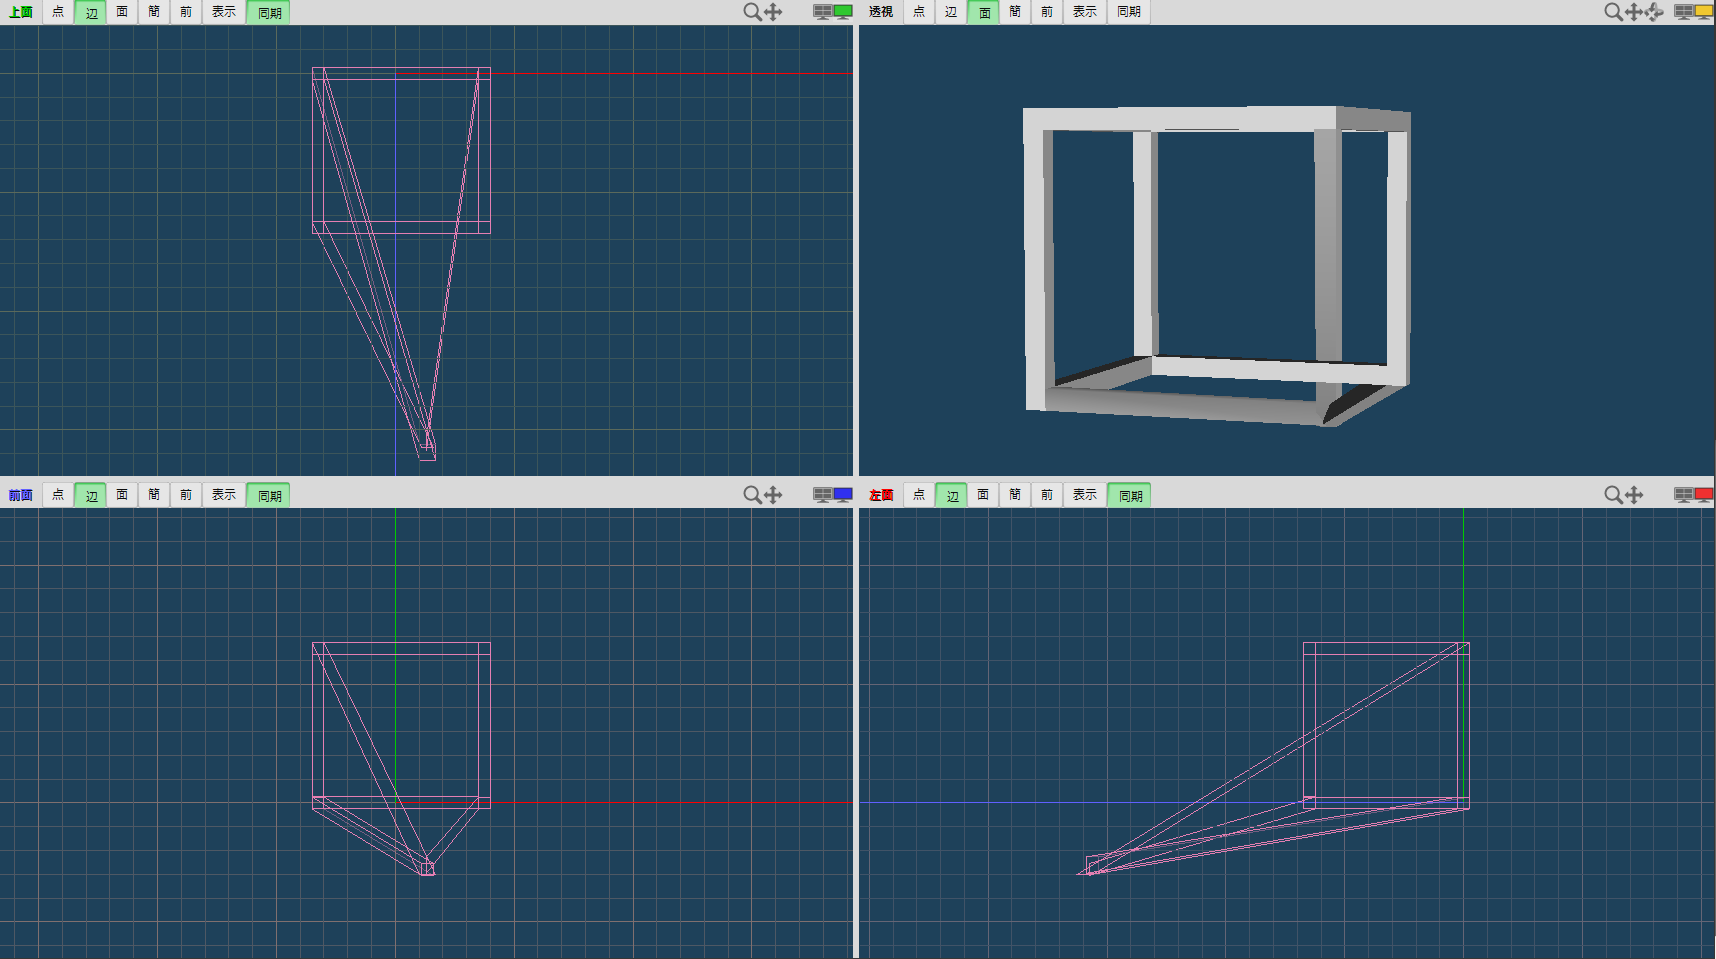 上面 点 辺 面 簡 前 表示 同期
透視 点 辺 面 簡 前 表示 同期
前面 点 辺 面 簡 前 表示 同期
左面 点 辺 面 簡 前 表示 同期